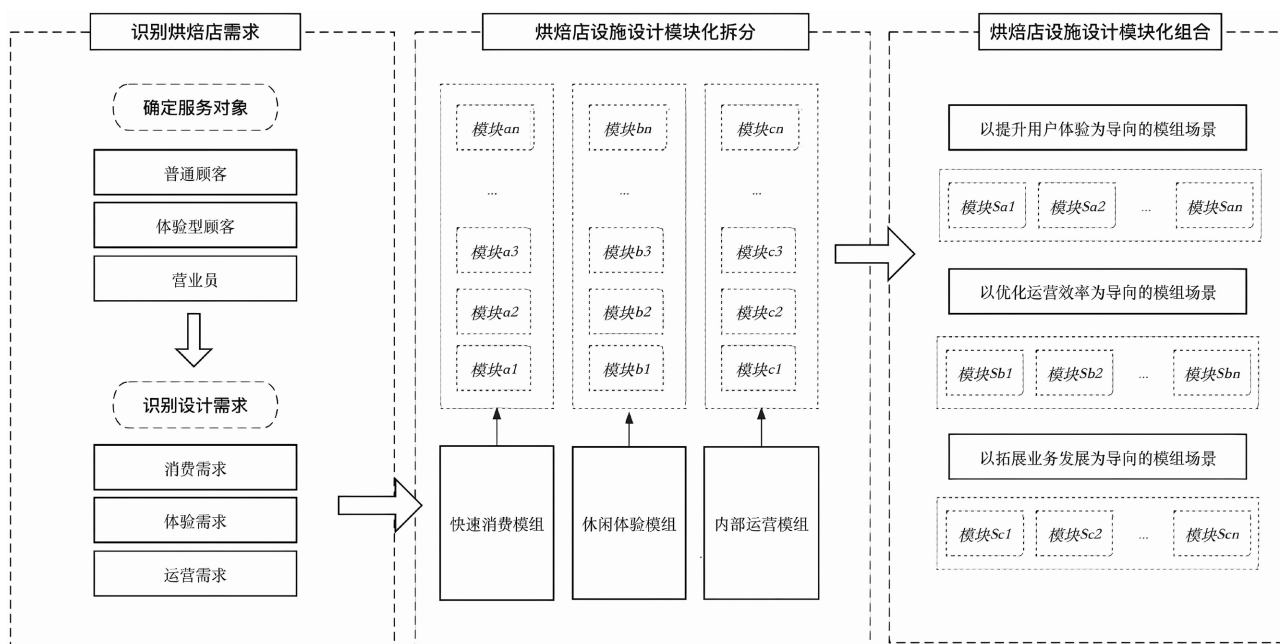 识别烘焙店需求
确定服务对象
普通顾客
体验型顾客
营业员
识别设计需求
消费需求
体验需求
运营需求
烘焙店设施设计模块化拆分
模块an
...
模块a3
模块a2
模块a1
快速消费模组
模块bn
...
模块b3
模块b2
模块b1
休闲体验模组
模块cn
...
模块c3
模块c2
模块c1
内部运营模组
烘焙店设施设计模块化组合
以提升用户体验为导向的模组场景
模块Sa1 模块Sa2 ... 模块San
以优化运营效率为导向的模组场景
模块Sb1 模块Sb2 ... 模块Sbn
以拓展业务发展为导向的模组场景
模块Sc1 模块Sc2 ... 模块Scn